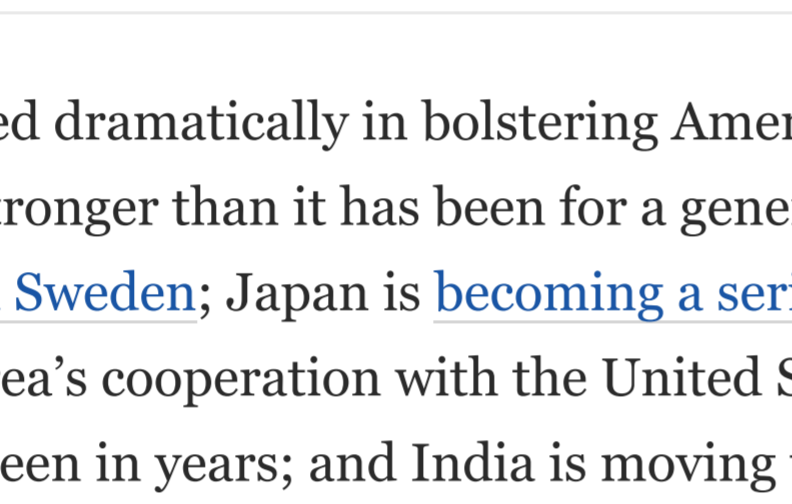 ed dramatically in bolstering Amer
ronger than it has been for a gene
Sweden; Japan is becoming a seri
ea’s cooperation with the United S
een in years; and India is moving